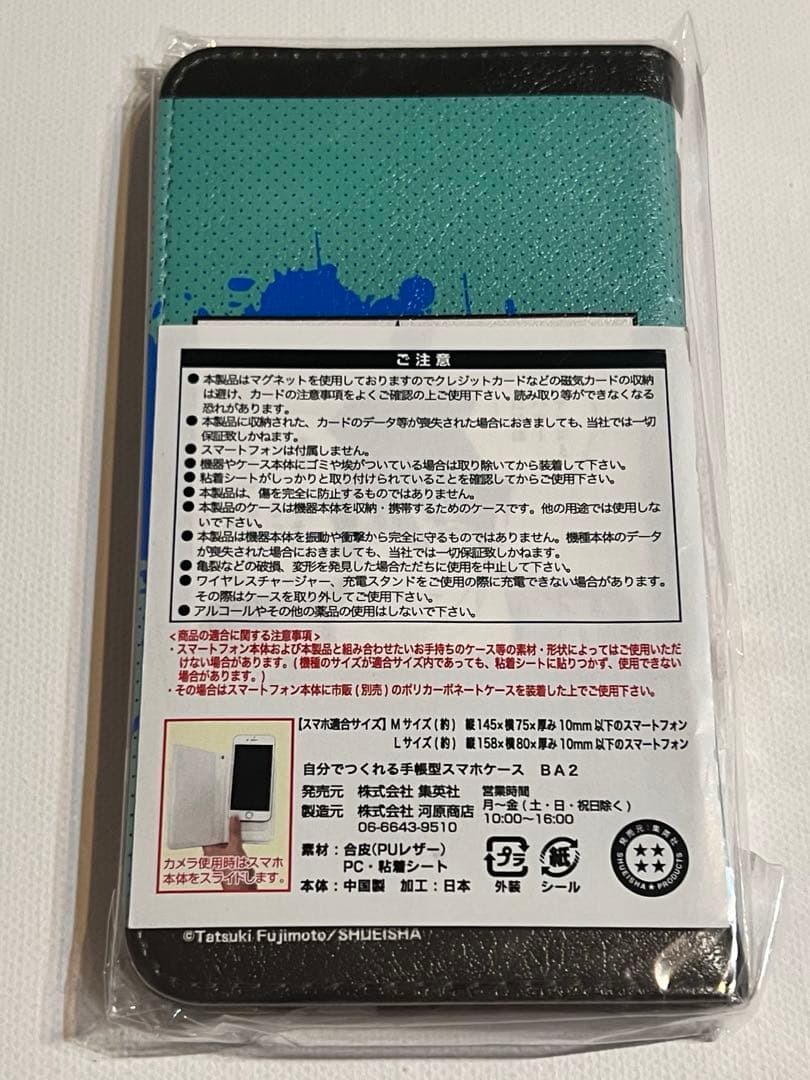 ご注意
●本製品はマグネットを使用しておりますのでクレジットカードなどの磁気カードの収納
は避け、カードの注意事項をよくご確認の上ご使用下さい。読み取り等ができなくなる
恐れがあります。
●本製品に収納された、カードのデータ等が喪失された場合におきましても、当社では一切
保証致しかねます。
●スマートフォンは付属しません。
●機器やケース本体にゴミや埃がついている場合は取り除いてから装着して下さい。
●粘着シートがしっかりと取り付けられていることを確認してからご使用下さい。
●本製品は、傷を完全に防止するものではありません。
●本製品のケースは機器本体を収納・携帯するためのケースです。他の用途では使用しな
いで下さい。
●本製品は機器本体を振動や衝撃から完全に守るものではありません。機種本体のデータ
が喪失された場合におきましても、当社では一切保証致しかねます。
●亀裂などの破損、変形を発見した場合ただちに使用を中止して下さい。
●ワイヤレスチャージャー、充電スタンドをご使用の際に充電できない場合があります。
その際はケースを取り外してご使用下さい。
●アルコールやその他の薬品の使用はしないで下さい。
<商品の適合に関する注意事項>
・スマートフォン本体および本製品と組み合わせたいお手持ちのケース等の素材・形状によってはご使用いただ
けない場合があります。(機種のサイズが適合サイズ内であっても、粘着シートに貼りつかず、使用できない
場合があります。)
・その場合はスマートフォン本体に市販(別売)のポリカーボネートケースを装着した上でご使用下さい。
【スマホ適合サイズ】Mサイズ(約) 縦145×横75×厚み10mm以下のスマートフォン
Lサイズ(約) 縦158×横80×厚み10mm以下のスマートフォン
自分でつくれる手帳型スマホケース BA2
発売元 株式会社 集英社
製造元 株式会社 河原商店
06-6643-9510
営業時間
月〜金(土・日・祝日除く)
10:00〜16:00
素材:合皮(PUレザー)
PC・粘着シート
本体:中国製 加工:日本
プラ
外装
紙
シール
発売元:集英社
SHUEISHA★PRODUCTS
カメラ使用時はスマホ
本体をスライドします。
©Tatsuki Fujimoto/SHUEISHA